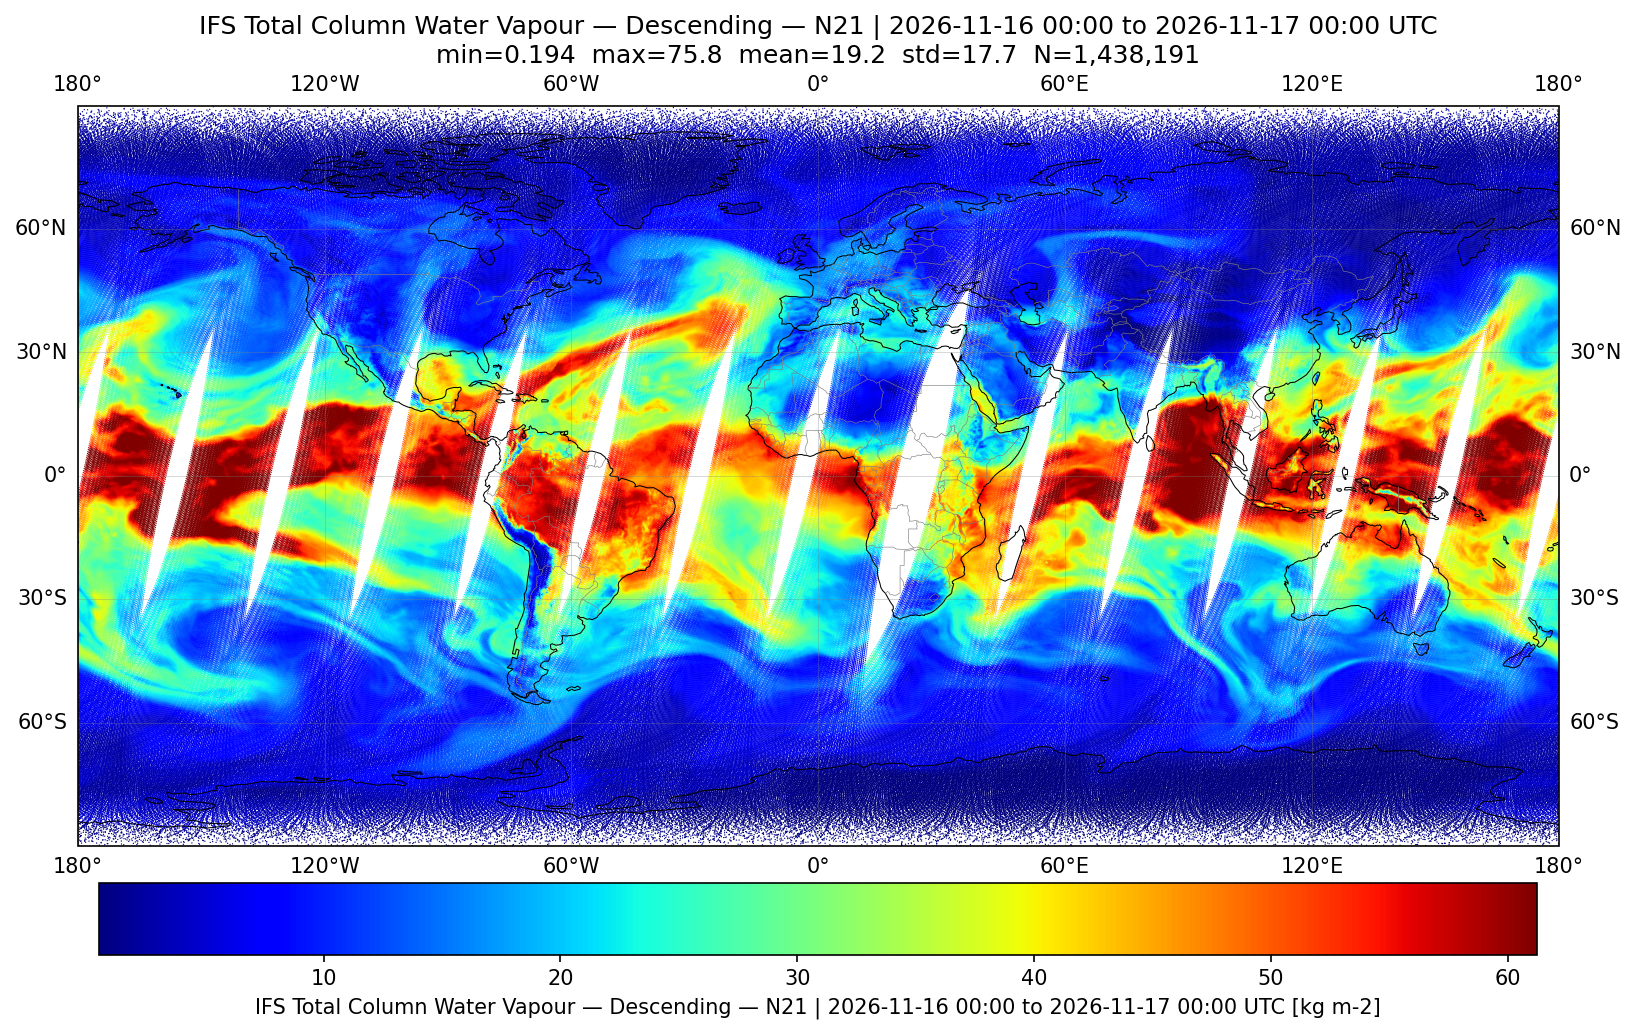 IFS Total Column Water Vapour — Descending — N21 | 2026-11-16 00:00 to 2026-11-17 00:00 UTC
min=0.194  max=75.8  mean=19.2  std=17.7  N=1,438,191
180° 120°W 60°W 0° 60°E 120°E 180°
60°N 60°N
30°N 30°N
0° 0°
30°S 30°S
60°S 60°S
180° 120°W 60°W 0° 60°E 120°E 180°
10 20 30 40 50 60
IFS Total Column Water Vapour — Descending — N21 | 2026-11-16 00:00 to 2026-11-17 00:00 UTC [kg m-2]